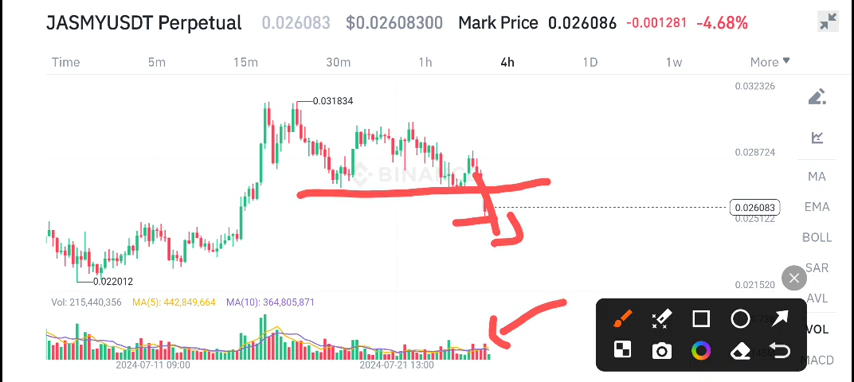 JASMYUSDT Perpetual 0.026083 $0.02608300 Mark Price 0.026086 -0.001281 -4.68%
Time 5m 15m 30m 1h 4h 1D 1w More
0.032326
0.031834
0.028724
BINANCE
MA
0.026083
EMA
0.025122
BOLL
SAR
0.022012
0.021520
AVL
Vol: 215,440,356 MA(5): 442,849,664 MA(10): 364,805,871
VOL
MACD
2024-07-11 09:00 2024-07-21 13:00